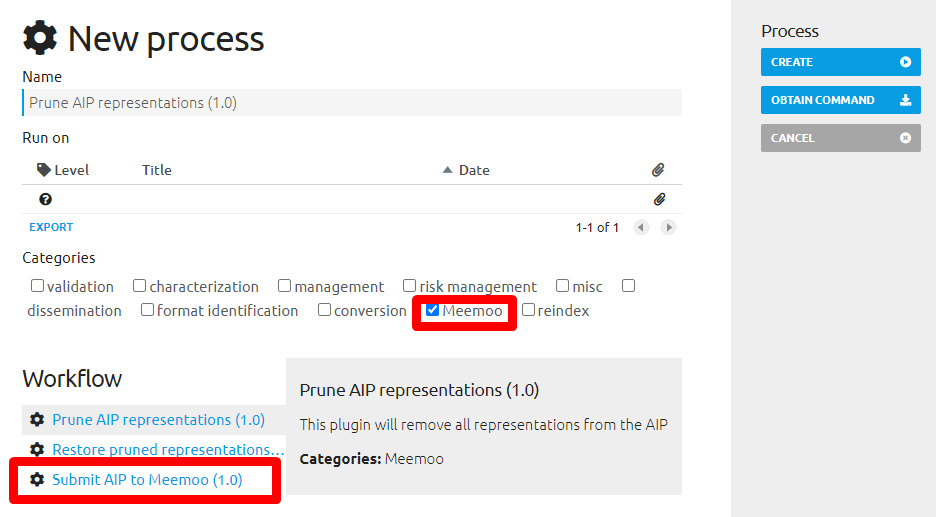 New process
Name
Prune AIP representations (1.0)
Run on
Level Title Date
EXPORT 1-1 of 1
Categories
validation characterization management risk management misc
dissemination format identification conversion Meemoo reindex
Workflow
Prune AIP representations (1.0)
Restore pruned representations...
Submit AIP to Meemoo (1.0)
Prune AIP representations (1.0)
This plugin will remove all representations from the AIP
Categories: Meemoo
Process
CREATE
OBTAIN COMMAND
CANCEL